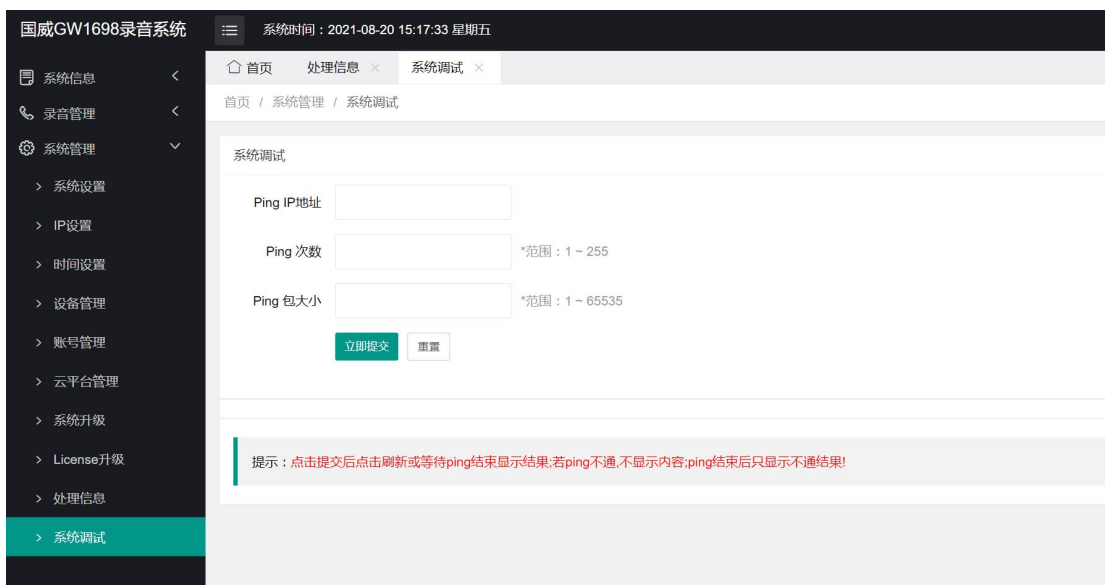 国威GW1698录音系统
系统时间：2021-08-20 15:17:33 星期五
系统信息
录音管理
系统管理
系统设置
IP设置
时间设置
设备管理
账号管理
云平台管理
系统升级
License升级
处理信息
系统调试
首页 处理信息 系统调试
首页 / 系统管理 / 系统调试
系统调试
Ping IP地址
Ping 次数 *范围：1 ~ 255
Ping 包大小 *范围：1 ~ 65535
立即提交 重置
提示：点击提交后点击刷新或等待ping结束显示结果;若ping不通,不显示内容;ping结束后只显示不通结果!